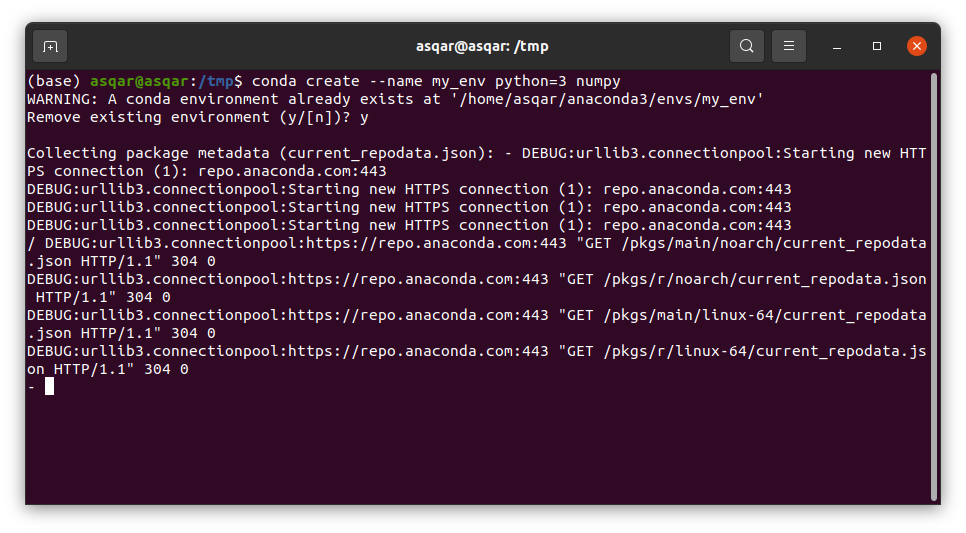 asqar@asqar: /tmp
(base) asqar@asqar:/tmp$ conda create --name my_env python=3 numpy
WARNING: A conda environment already exists at '/home/asqar/anaconda3/envs/my_env'
Remove existing environment (y/[n])? y
Collecting package metadata (current_repodata.json): - DEBUG:urllib3.connectionpool:Starting new HTT
PS connection (1): repo.anaconda.com:443
DEBUG:urllib3.connectionpool:Starting new HTTPS connection (1): repo.anaconda.com:443
DEBUG:urllib3.connectionpool:Starting new HTTPS connection (1): repo.anaconda.com:443
DEBUG:urllib3.connectionpool:Starting new HTTPS connection (1): repo.anaconda.com:443
/ DEBUG:urllib3.connectionpool:https://repo.anaconda.com:443 "GET /pkgs/main/noarch/current_repodata
.json HTTP/1.1" 304 0
DEBUG:urllib3.connectionpool:https://repo.anaconda.com:443 "GET /pkgs/r/noarch/current_repodata.json
 HTTP/1.1" 304 0
DEBUG:urllib3.connectionpool:https://repo.anaconda.com:443 "GET /pkgs/main/linux-64/current_repodata
.json HTTP/1.1" 304 0
DEBUG:urllib3.connectionpool:https://repo.anaconda.com:443 "GET /pkgs/r/linux-64/current_repodata.js
on HTTP/1.1" 304 0
-